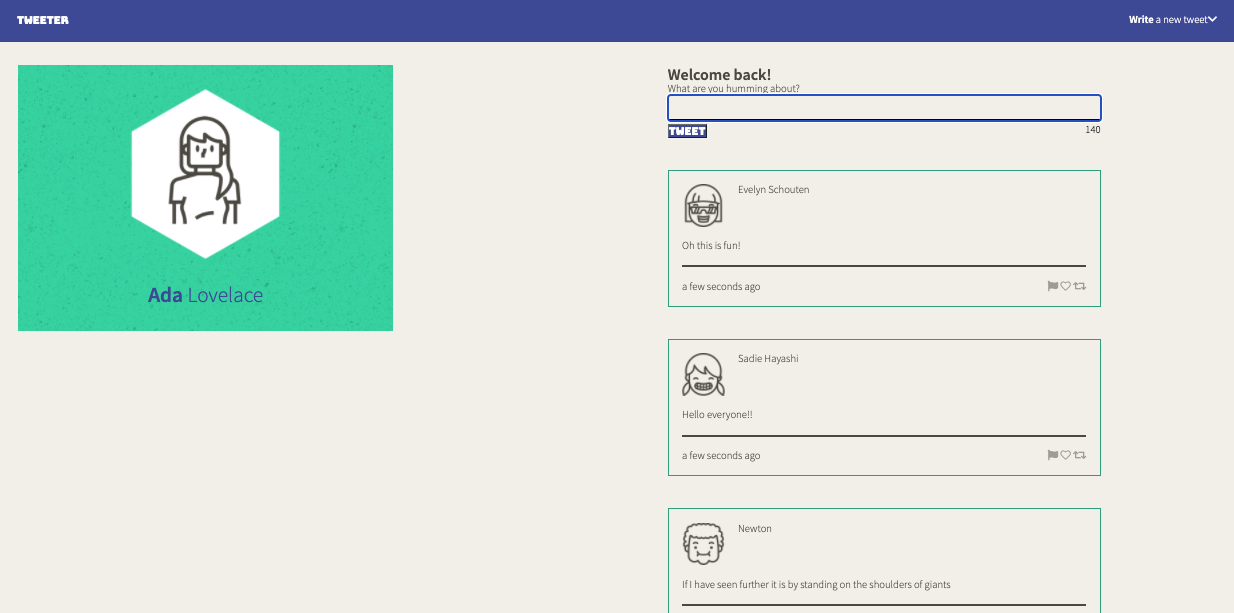 TWEETER
Write a new tweet
Ada Lovelace
Welcome back!
What are you humming about?
TWEET
140
Evelyn Schouten
Oh this is fun!
a few seconds ago
Sadie Hayashi
Hello everyone!!
a few seconds ago
Newton
If I have seen further it is by standing on the shoulders of giants